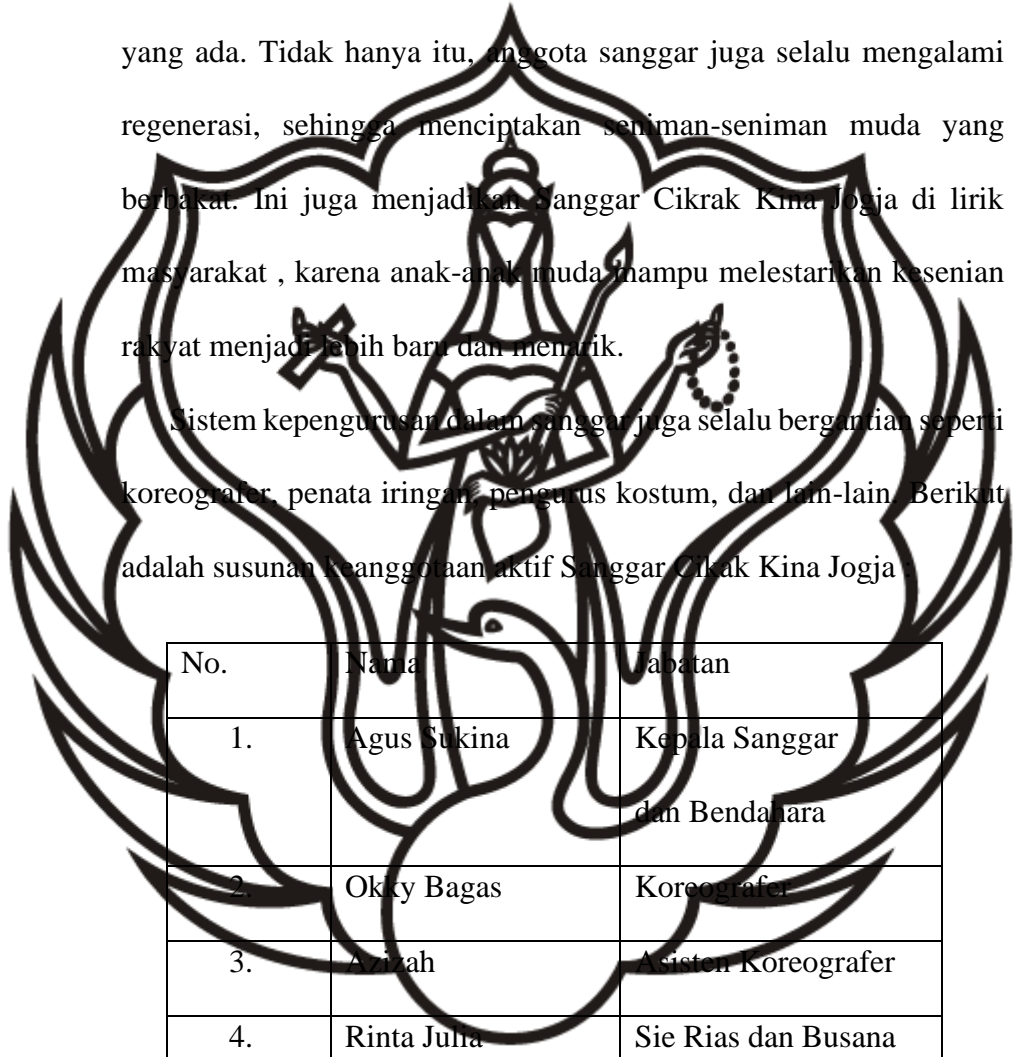 yang ada. Tidak hanya itu, anggota sanggar juga selalu mengalami
regenerasi, sehingga menciptakan seniman-seniman muda yang
berbakat. Ini juga menjadikan Sanggar Cikrak Kina Jogja di lirik
masyarakat , karena anak-anak muda mampu melestarikan kesenian
rakyat menjadi lebih baru dan menarik.
Sistem kepengurusan dalam sanggar juga selalu bergantian seperti
koreografer, penata iringan, pengurus kostum, dan lain-lain. Berikut
adalah susunan keanggotaan aktif Sanggar Cikak Kina Jogja :
No. Nama Jabatan
1. Agus Sukina Kepala Sanggar
dan Bendahara
2. Okky Bagas Koreografer
3. Azizah Asisten Koreografer
4. Rinta Julia Sie Rias dan Busana